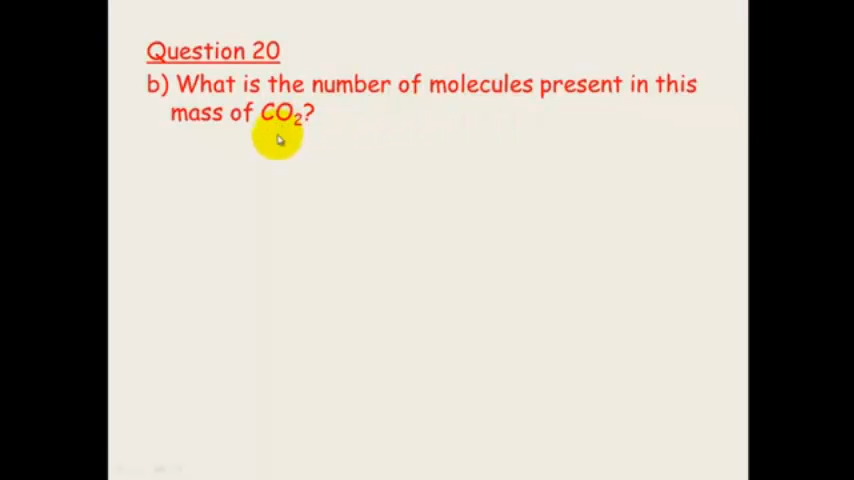 Question 20
b) What is the number of molecules present in this
mass of CO₂?